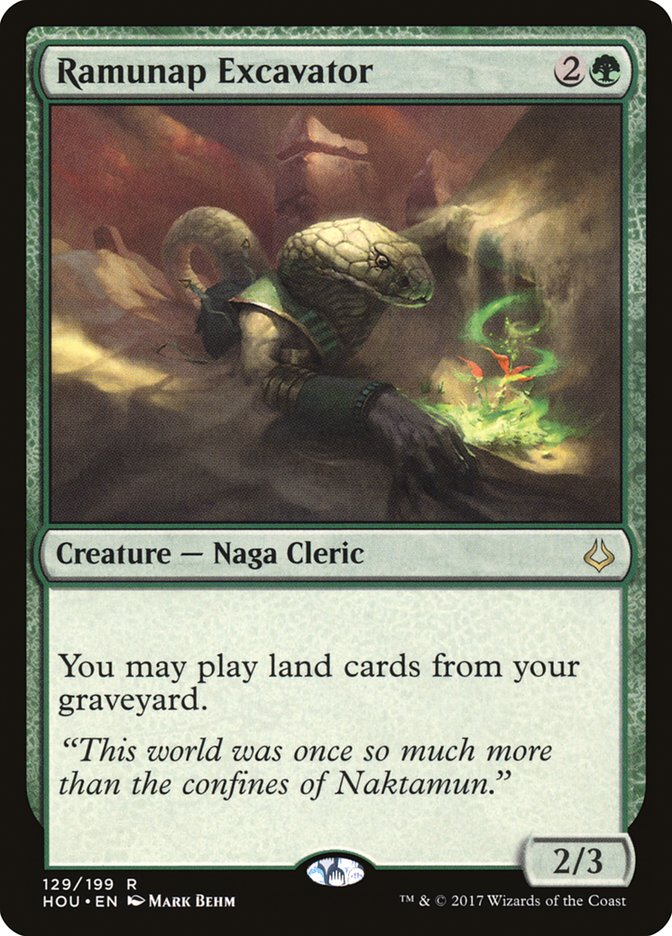 Ramunap Excavator 2
Creature — Naga Cleric
You may play land cards from your
graveyard.
“This world was once so much more
than the confines of Naktamun.”
2/3
129/199 R
HOU • EN Mark Behm ™ & © 2017 Wizards of the Coast